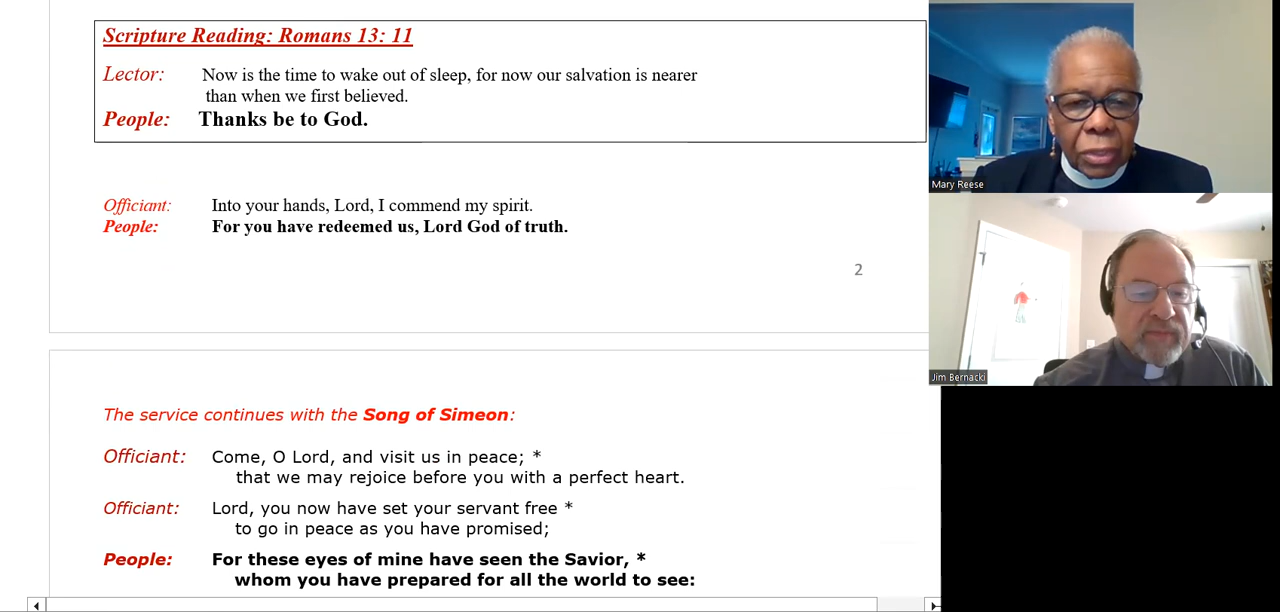 Scripture Reading: Romans 13: 11
Lector: Now is the time to wake out of sleep, for now our salvation is nearer
than when we first believed.
People: Thanks be to God.
Officiant: Into your hands, Lord, I commend my spirit.
People: For you have redeemed us, Lord God of truth.
2
The service continues with the Song of Simeon:
Officiant: Come, O Lord, and visit us in peace; *
that we may rejoice before you with a perfect heart.
Officiant: Lord, you now have set your servant free *
to go in peace as you have promised;
People: For these eyes of mine have seen the Savior, *
whom you have prepared for all the world to see:
Mary Reese
Jim Bernacki